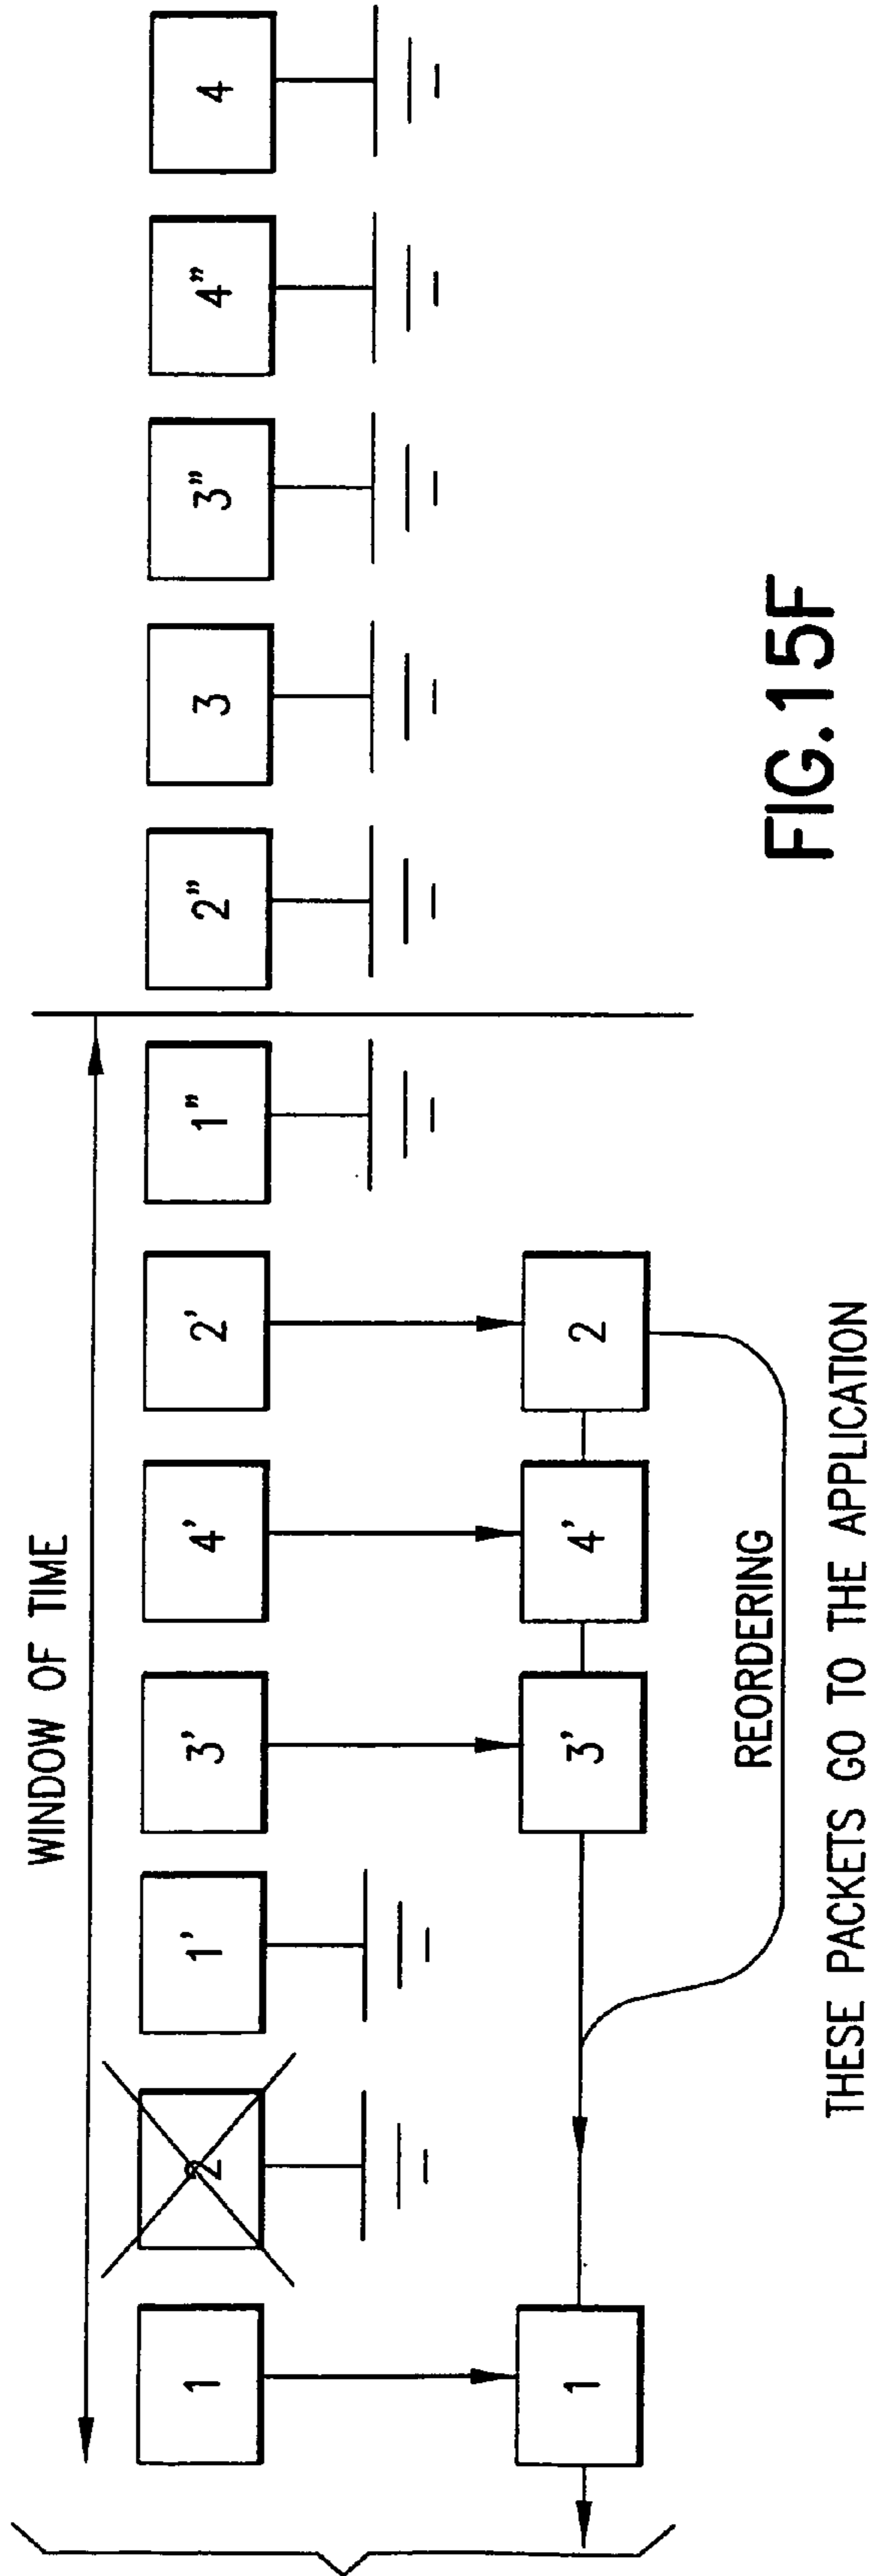 WINDOW OF TIME
1 2 1' 3' 4' 2' 1" 2" 3 3" 4" 4
1 3' 4' 2
REORDERING
THESE PACKETS GO TO THE APPLICATION
FIG.15F